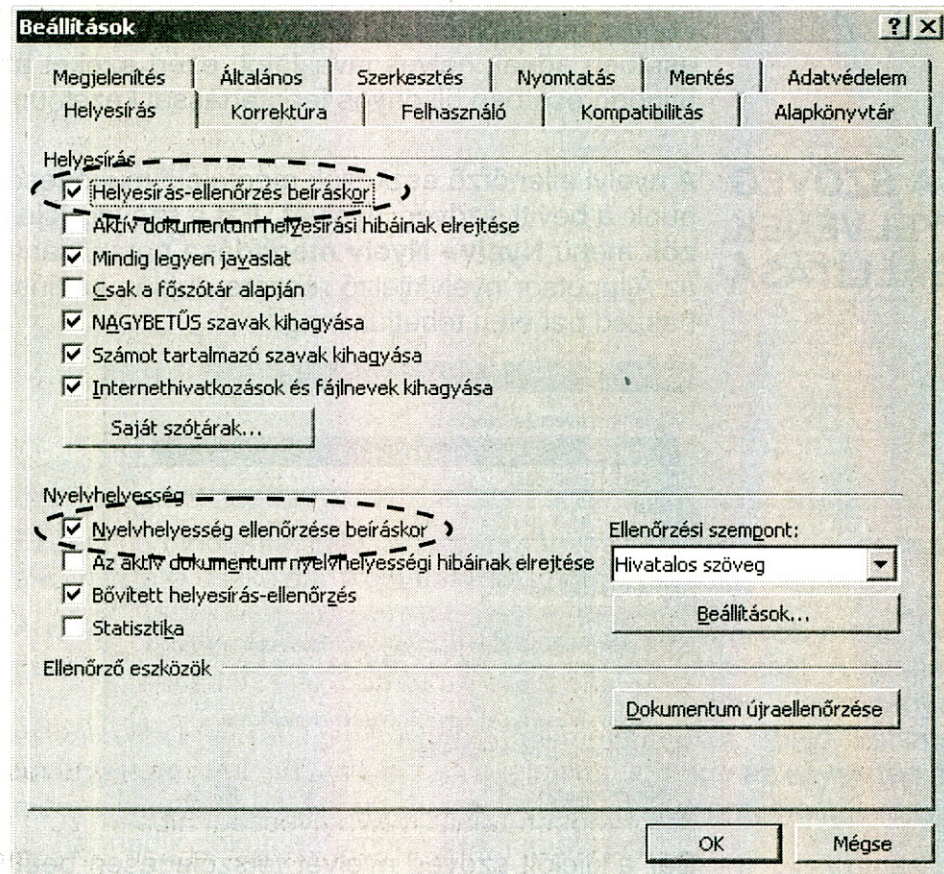 Beállítások
Megjelenítés Általános Szerkesztés Nyomtatás Mentés Adatvédelem
Helyesírás Korrektúra Felhasználó Kompatibilitás Alapkönyvtár
Helyesírás
Helyesírás-ellenőrzés beíráskor
Aktív dokumentum helyesírási hibáinak elrejtése
Mindig legyen javaslat
Csak a főszótár alapján
NAGYBETŰS szavak kihagyása
Számot tartalmazó szavak kihagyása
Internethivatkozások és fájlnevek kihagyása
Saját szótárak...
Nyelvhelyesség
Nyelvhelyesség ellenőrzése beíráskor
Ellenőrzési szempont:
Az aktív dokumentum nyelvhelyességi hibáinak elrejtése
Hivatalos szöveg
Bővített helyesírás-ellenőrzés
Beállítások...
Statisztika
Ellenőrző eszközök
Dokumentum újraellenőrzése
OK Mégse